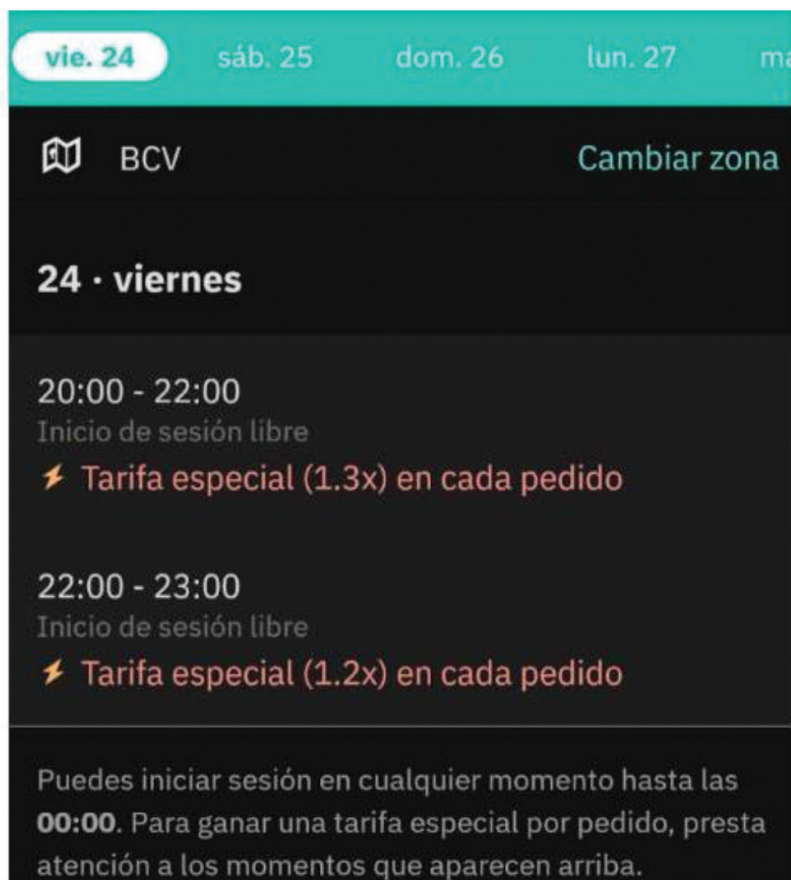 vie. 24 sáb. 25 dom. 26 lun. 27 ma
BCV Cambiar zona
24 · viernes
20:00 - 22:00
Inicio de sesión libre
Tarifa especial (1.3x) en cada pedido
22:00 - 23:00
Inicio de sesión libre
Tarifa especial (1.2x) en cada pedido
Puedes iniciar sesión en cualquier momento hasta las
00:00. Para ganar una tarifa especial por pedido, presta
atención a los momentos que aparecen arriba.